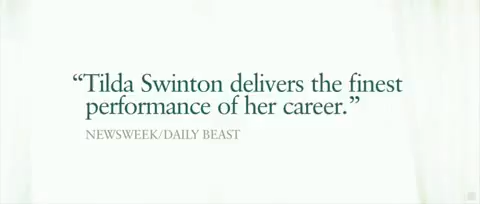 “Tilda Swinton delivers the finest
performance of her career.”
NEWSWEEK/DAILY BEAST